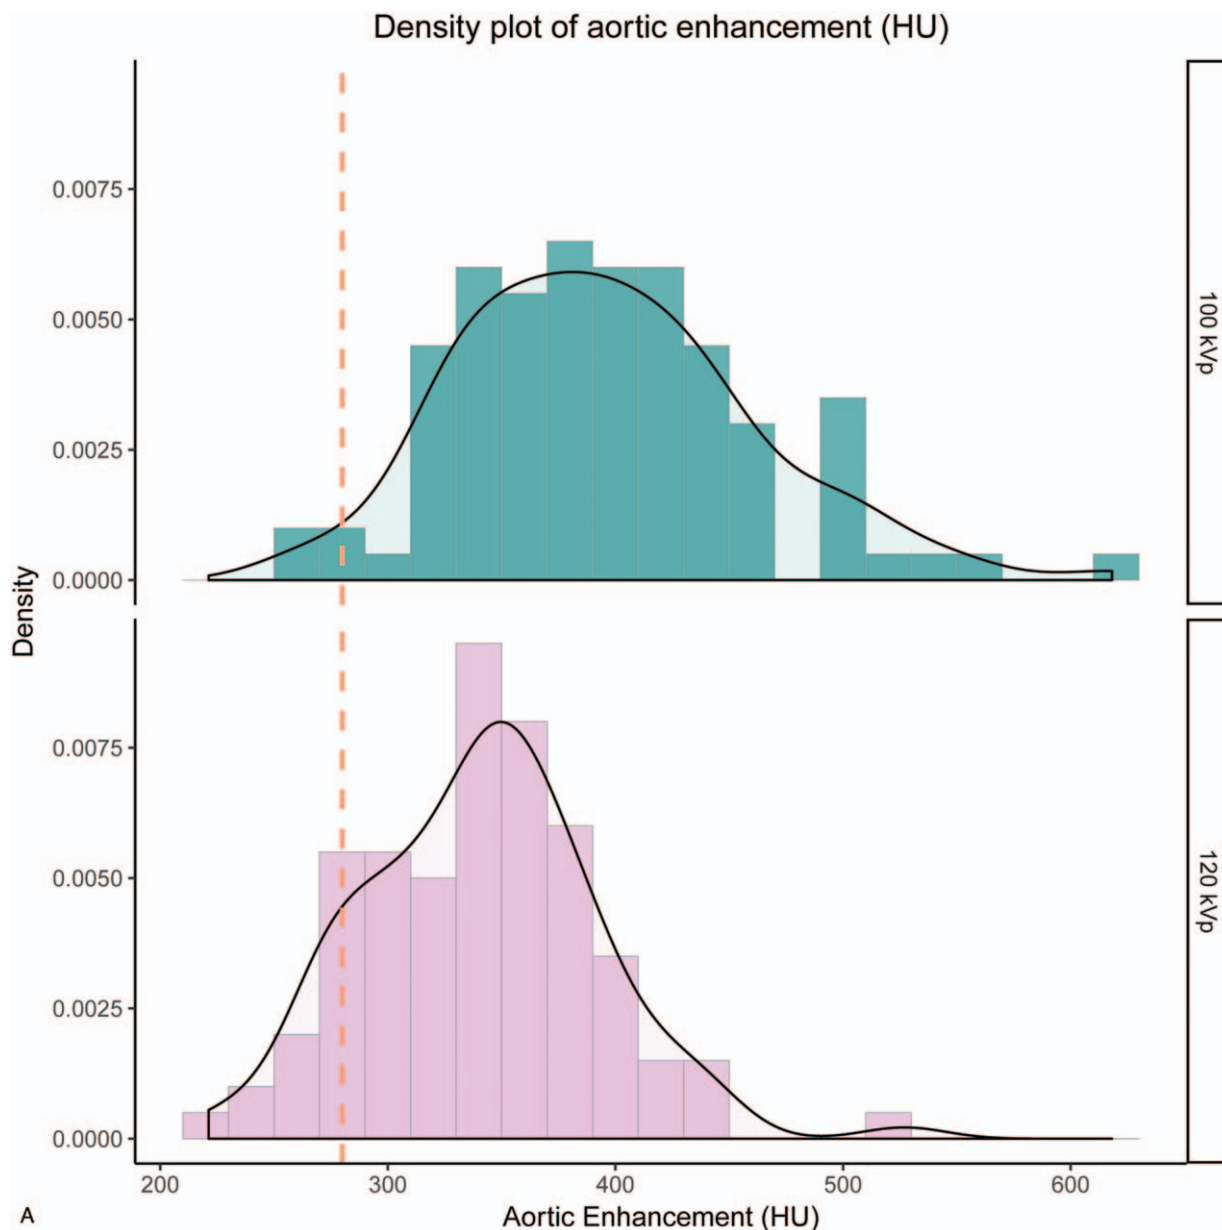 Density plot of aortic enhancement (HU)
0.0075
0.0050
0.0025
0.0000
100 kVp
Density
0.0075
0.0050
0.0025
0.0000
120 kVp
200 300 400 500 600
A Aortic Enhancement (HU)